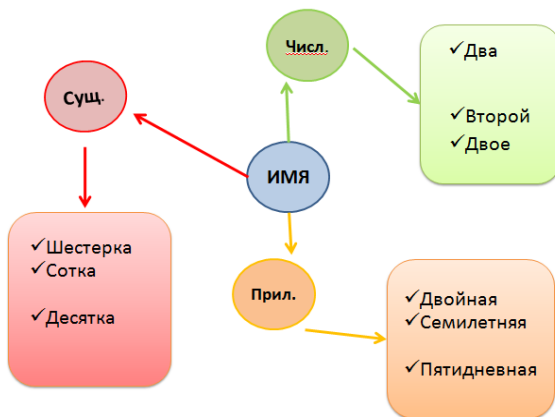 Числ.
✓Два
✓Второй
✓Двое
Сущ.
ИМЯ
✓Шестерка
✓Сотка
✓Десятка
Прил.
✓Двойная
✓Семилетняя
✓Пятидневная